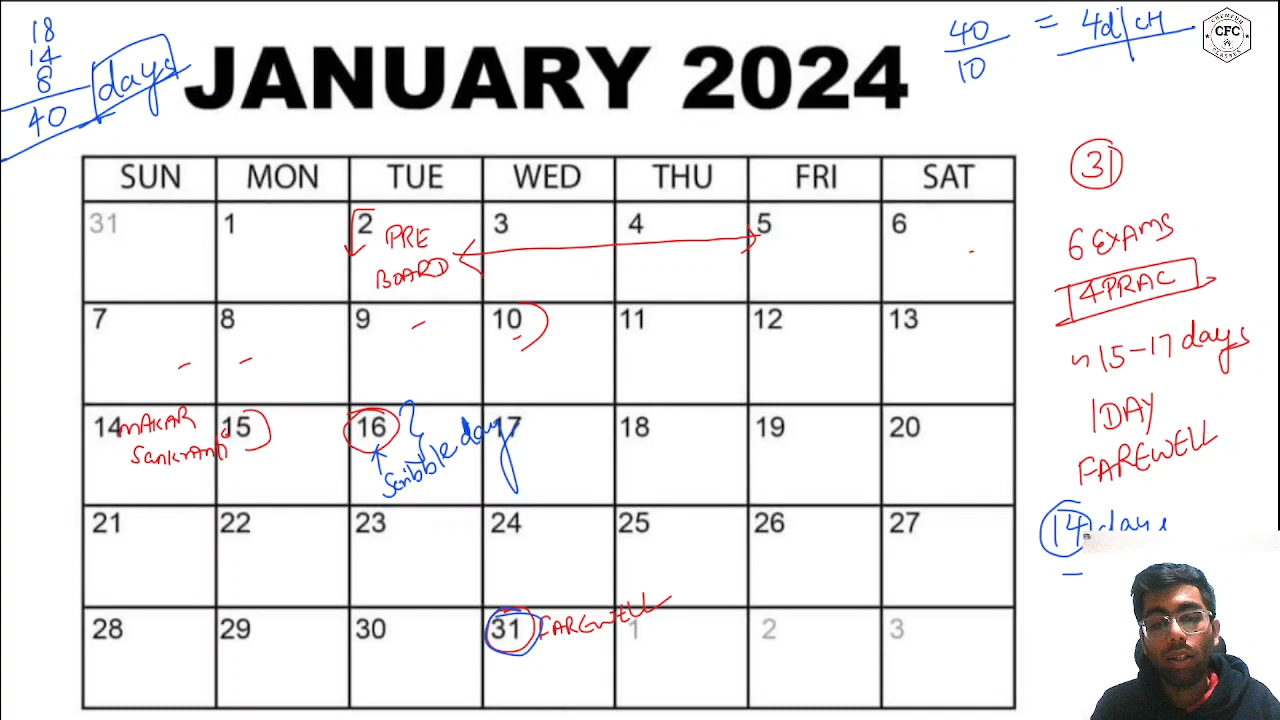 18
14
8
40 days
JANUARY 2024
40
10
= 4d/CH
CFC
SUN MON TUE WED THU FRI SAT
31 1 2 3 4 5 6
PRE
BOARD
7 8 9 10 11 12 13
14 15 16 17 18 19 20
MAKAR
Sankranti
Scribble day
21 22 23 24 25 26 27
28 29 30 31 1 2 3
FAREWELL
31
6 EXAMS
4 PRAC
15-17 days
1 DAY
FAREWELL
14 days